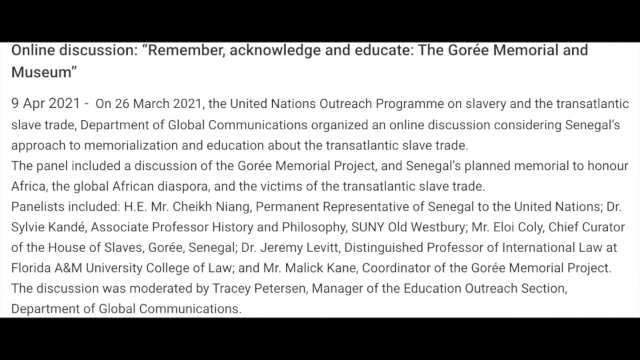 Online discussion: “Remember, acknowledge and educate: The Gorée Memorial and
Museum”
9 Apr 2021 - On 26 March 2021, the United Nations Outreach Programme on slavery and the transatlantic
slave trade, Department of Global Communications organized an online discussion considering Senegal’s
approach to memorialization and education about the transatlantic slave trade.
The panel included a discussion of the Gorée Memorial Project, and Senegal’s planned memorial to honour
Africa, the global African diaspora, and the victims of the transatlantic slave trade.
Panelists included: H.E. Mr. Cheikh Niang, Permanent Representative of Senegal to the United Nations; Dr.
Sylvie Kandé, Associate Professor History and Philosophy, SUNY Old Westbury; Mr. Eloi Coly, Chief Curator
of the House of Slaves, Gorée, Senegal; Dr. Jeremy Levitt, Distinguished Professor of International Law at
Florida A&M University College of Law; and Mr. Malick Kane, Coordinator of the Gorée Memorial Project.
The discussion was moderated by Tracey Petersen, Manager of the Education Outreach Section,
Department of Global Communications.